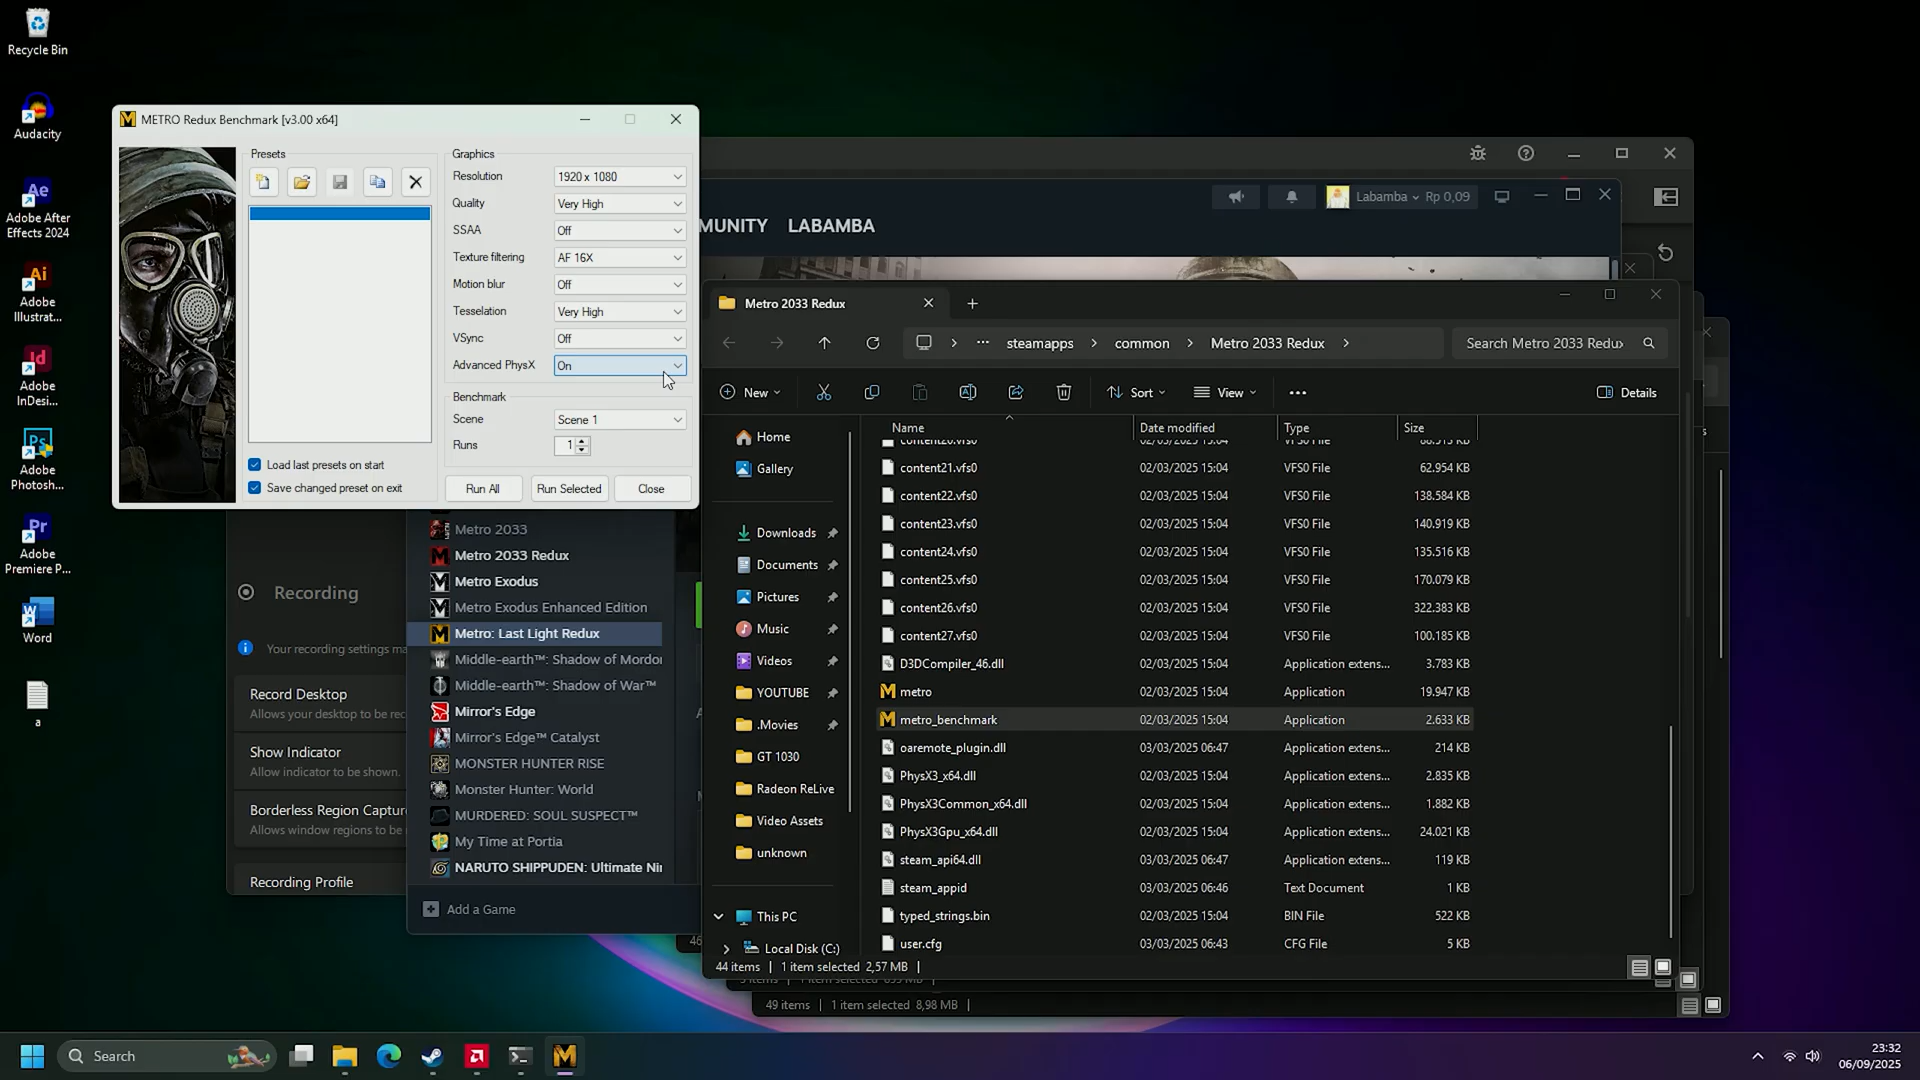 Recycle Bin
Audacity
Adobe After
Effects 2024
Adobe
Illustrat...
Adobe
InDesi...
Adobe
Photosh...
Adobe
Premiere P...
Word
a
METRO Redux Benchmark [v3.00 x64]
Presets
Load last presets on start
Save changed preset on exit
Graphics
Resolution 1920 x 1080
Quality Very High
SSAA Off
Texture filtering AF 16X
Motion blur Off
Tesselation Very High
VSync Off
Advanced PhysX On
Benchmark
Scene Scene 1
Runs 1
Run All Run Selected Close
Labamba Rp 0,09
MUNITY LABAMBA
Recording
Your recording settings ma
Record Desktop
Allows your desktop to be rec
Show Indicator
Allow indicator to be shown.
Borderless Region Captur
Allows window regions to be
Recording Profile
Metro 2033
Metro 2033 Redux
Metro Exodus
Metro Exodus Enhanced Edition
Metro: Last Light Redux
Middle-earth™: Shadow of Mordor
Middle-earth™: Shadow of War™
Mirror's Edge
Mirror's Edge™ Catalyst
MONSTER HUNTER RISE
Monster Hunter: World
MURDERED: SOUL SUSPECT™
My Time at Portia
NARUTO SHIPPUDEN: Ultimate Nin
Add a Game
Metro 2033 Redux
steamapps > common > Metro 2033 Redux >
Search Metro 2033 Redux
New Sort View ... Details
Home
Gallery
Downloads
Documents
Pictures
Music
Videos
YOUTUBE
.Movies
GT 1030
Radeon ReLive
Video Assets
unknown
This PC
Local Disk (C:)
Name Date modified Type Size
content20.vfs0 02/03/2025 15:04 VFS0 File
content21.vfs0 02/03/2025 15:04 VFS0 File 62.954 KB
content22.vfs0 02/03/2025 15:04 VFS0 File 138.584 KB
content23.vfs0 02/03/2025 15:04 VFS0 File 140.919 KB
content24.vfs0 02/03/2025 15:04 VFS0 File 135.516 KB
content25.vfs0 02/03/2025 15:04 VFS0 File 170.079 KB
content26.vfs0 02/03/2025 15:04 VFS0 File 322.383 KB
content27.vfs0 02/03/2025 15:04 VFS0 File 100.185 KB
D3DCompiler_46.dll 02/03/2025 15:04 Application extens... 3.783 KB
metro 02/03/2025 15:04 Application 19.947 KB
metro_benchmark 02/03/2025 15:04 Application 2.633 KB
oaremote_plugin.dll 03/03/2025 06:47 Application extens... 214 KB
PhysX3_x64.dll 02/03/2025 15:04 Application extens... 2.835 KB
PhysX3Common_x64.dll 02/03/2025 15:04 Application extens... 1.882 KB
PhysX3Gpu_x64.dll 02/03/2025 15:04 Application extens... 24.021 KB
steam_api64.dll 03/03/2025 06:47 Application extens... 119 KB
steam_appid 03/03/2025 06:46 Text Document 1 KB
typed_strings.bin 02/03/2025 15:04 BIN File 522 KB
user.cfg 03/03/2025 06:43 CFG File 5 KB
44 items 1 item selected 2,57 MB
49 items 1 item selected 8,98 MB
Search
23:32
06/09/2025